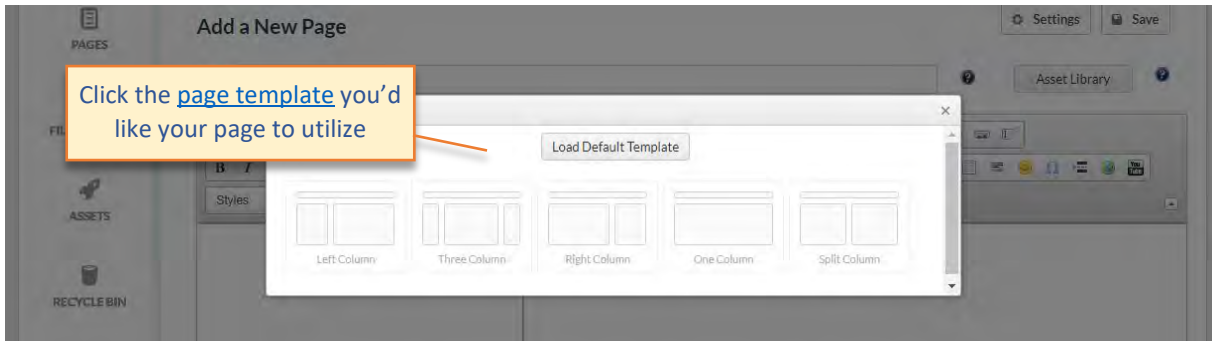 PAGES
Add a New Page
Settings
Save
Click the page template you'd
like your page to utilize
Asset Library
Load Default Template
B I
Styles
ASSETS
Left Column
Three Column
Right Column
One Column
Split Column
RECYCLE BIN